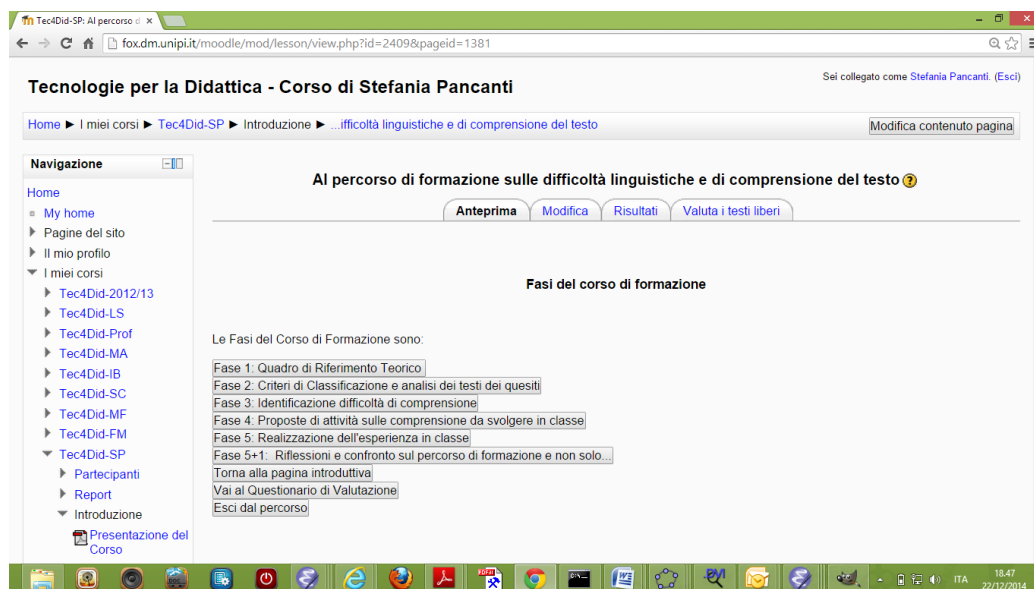 Tec4Did-SP: Al percorso d
fox.dm.unipi.it/moodle/mod/lesson/view.php?id=2409&pageid=1381
Tecnologie per la Didattica - Corso di Stefania Pancanti
Sei collegato come Stefania Pancanti. (Esci)
Home ► I miei corsi ► Tec4Did-SP ► Introduzione ► ...ifficoltà linguistiche e di comprensione del testo
Modifica contenuto pagina
Navigazione
Home
My home
Pagine del sito
Il mio profilo
I miei corsi
Tec4Did-2012/13
Tec4Did-LS
Tec4Did-Prof
Tec4Did-MA
Tec4Did-IB
Tec4Did-SC
Tec4Did-MF
Tec4Did-FM
Tec4Did-SP
Partecipanti
Report
Introduzione
Presentazione del
Corso
Al percorso di formazione sulle difficoltà linguistiche e di comprensione del testo
Anteprima Modifica Risultati Valuta i testi liberi
Fasi del corso di formazione
Le Fasi del Corso di Formazione sono:
Fase 1: Quadro di Riferimento Teorico
Fase 2: Criteri di Classificazione e analisi dei testi dei quesiti
Fase 3: Identificazione difficoltà di comprensione
Fase 4: Proposte di attività sulle comprensione da svolgere in classe
Fase 5: Realizzazione dell'esperienza in classe
Fase 5+1: Riflessioni e confronto sul percorso di formazione e non solo...
Torna alla pagina introduttiva
Vai al Questionario di Valutazione
Esci dal percorso
ITA
18.47
22/12/2014